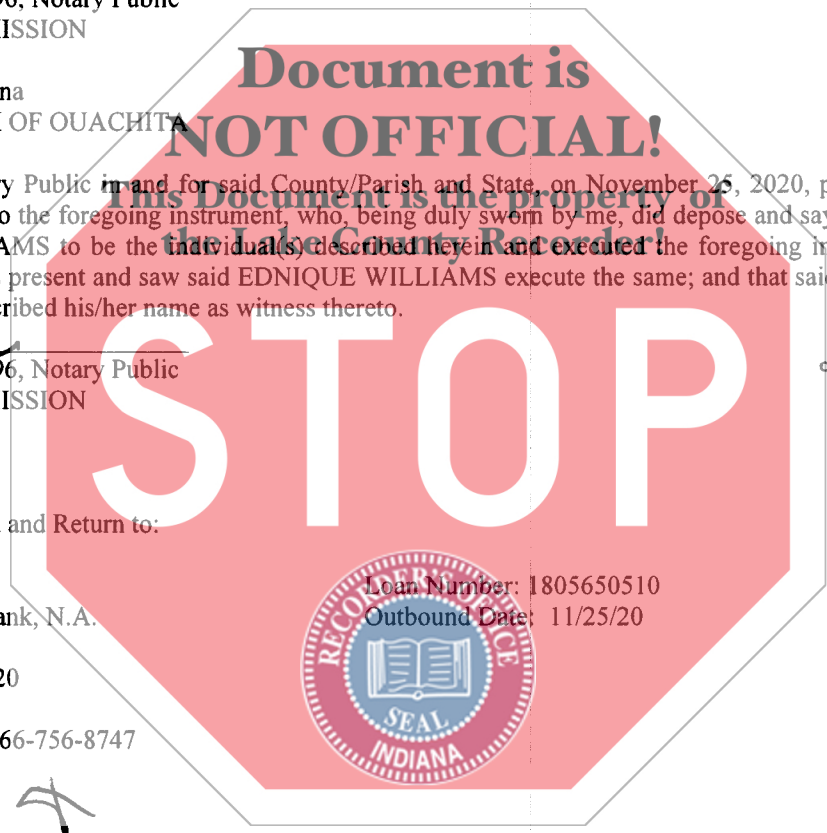 96, Notary Public
ISSION
Document is
na
OF OUACHITA
NOT OFFICIAL!
ry Public in and for said County/Parish and State, on November 25, 2020, p
This Document is the property of
o the foregoing instrument, who, being duly sworn by me, did depose and say
AMS to be the individual(s) described herein and executed the foregoing in
the Lake County Recorder!
present and saw said EDNIQUE WILLIAMS execute the same; and that said
cribed his/her name as witness thereto.
96, Notary Public
ISSION
STOP
and Return to:
Loan Number: 1805650510
ank, N.A.
Outbound Date: 11/25/20
20
66-756-8747
RECORDER'S OFFICE
SEAL
INDIANA